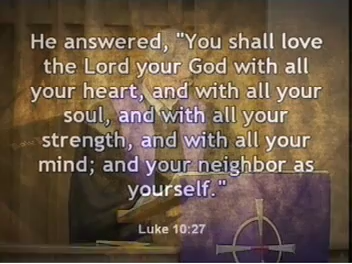 He answered, "You shall love
the Lord your God with all
your heart, and with all your
soul, and with all your
strength, and with all your
mind; and your neighbor as
yourself."
Luke 10:27